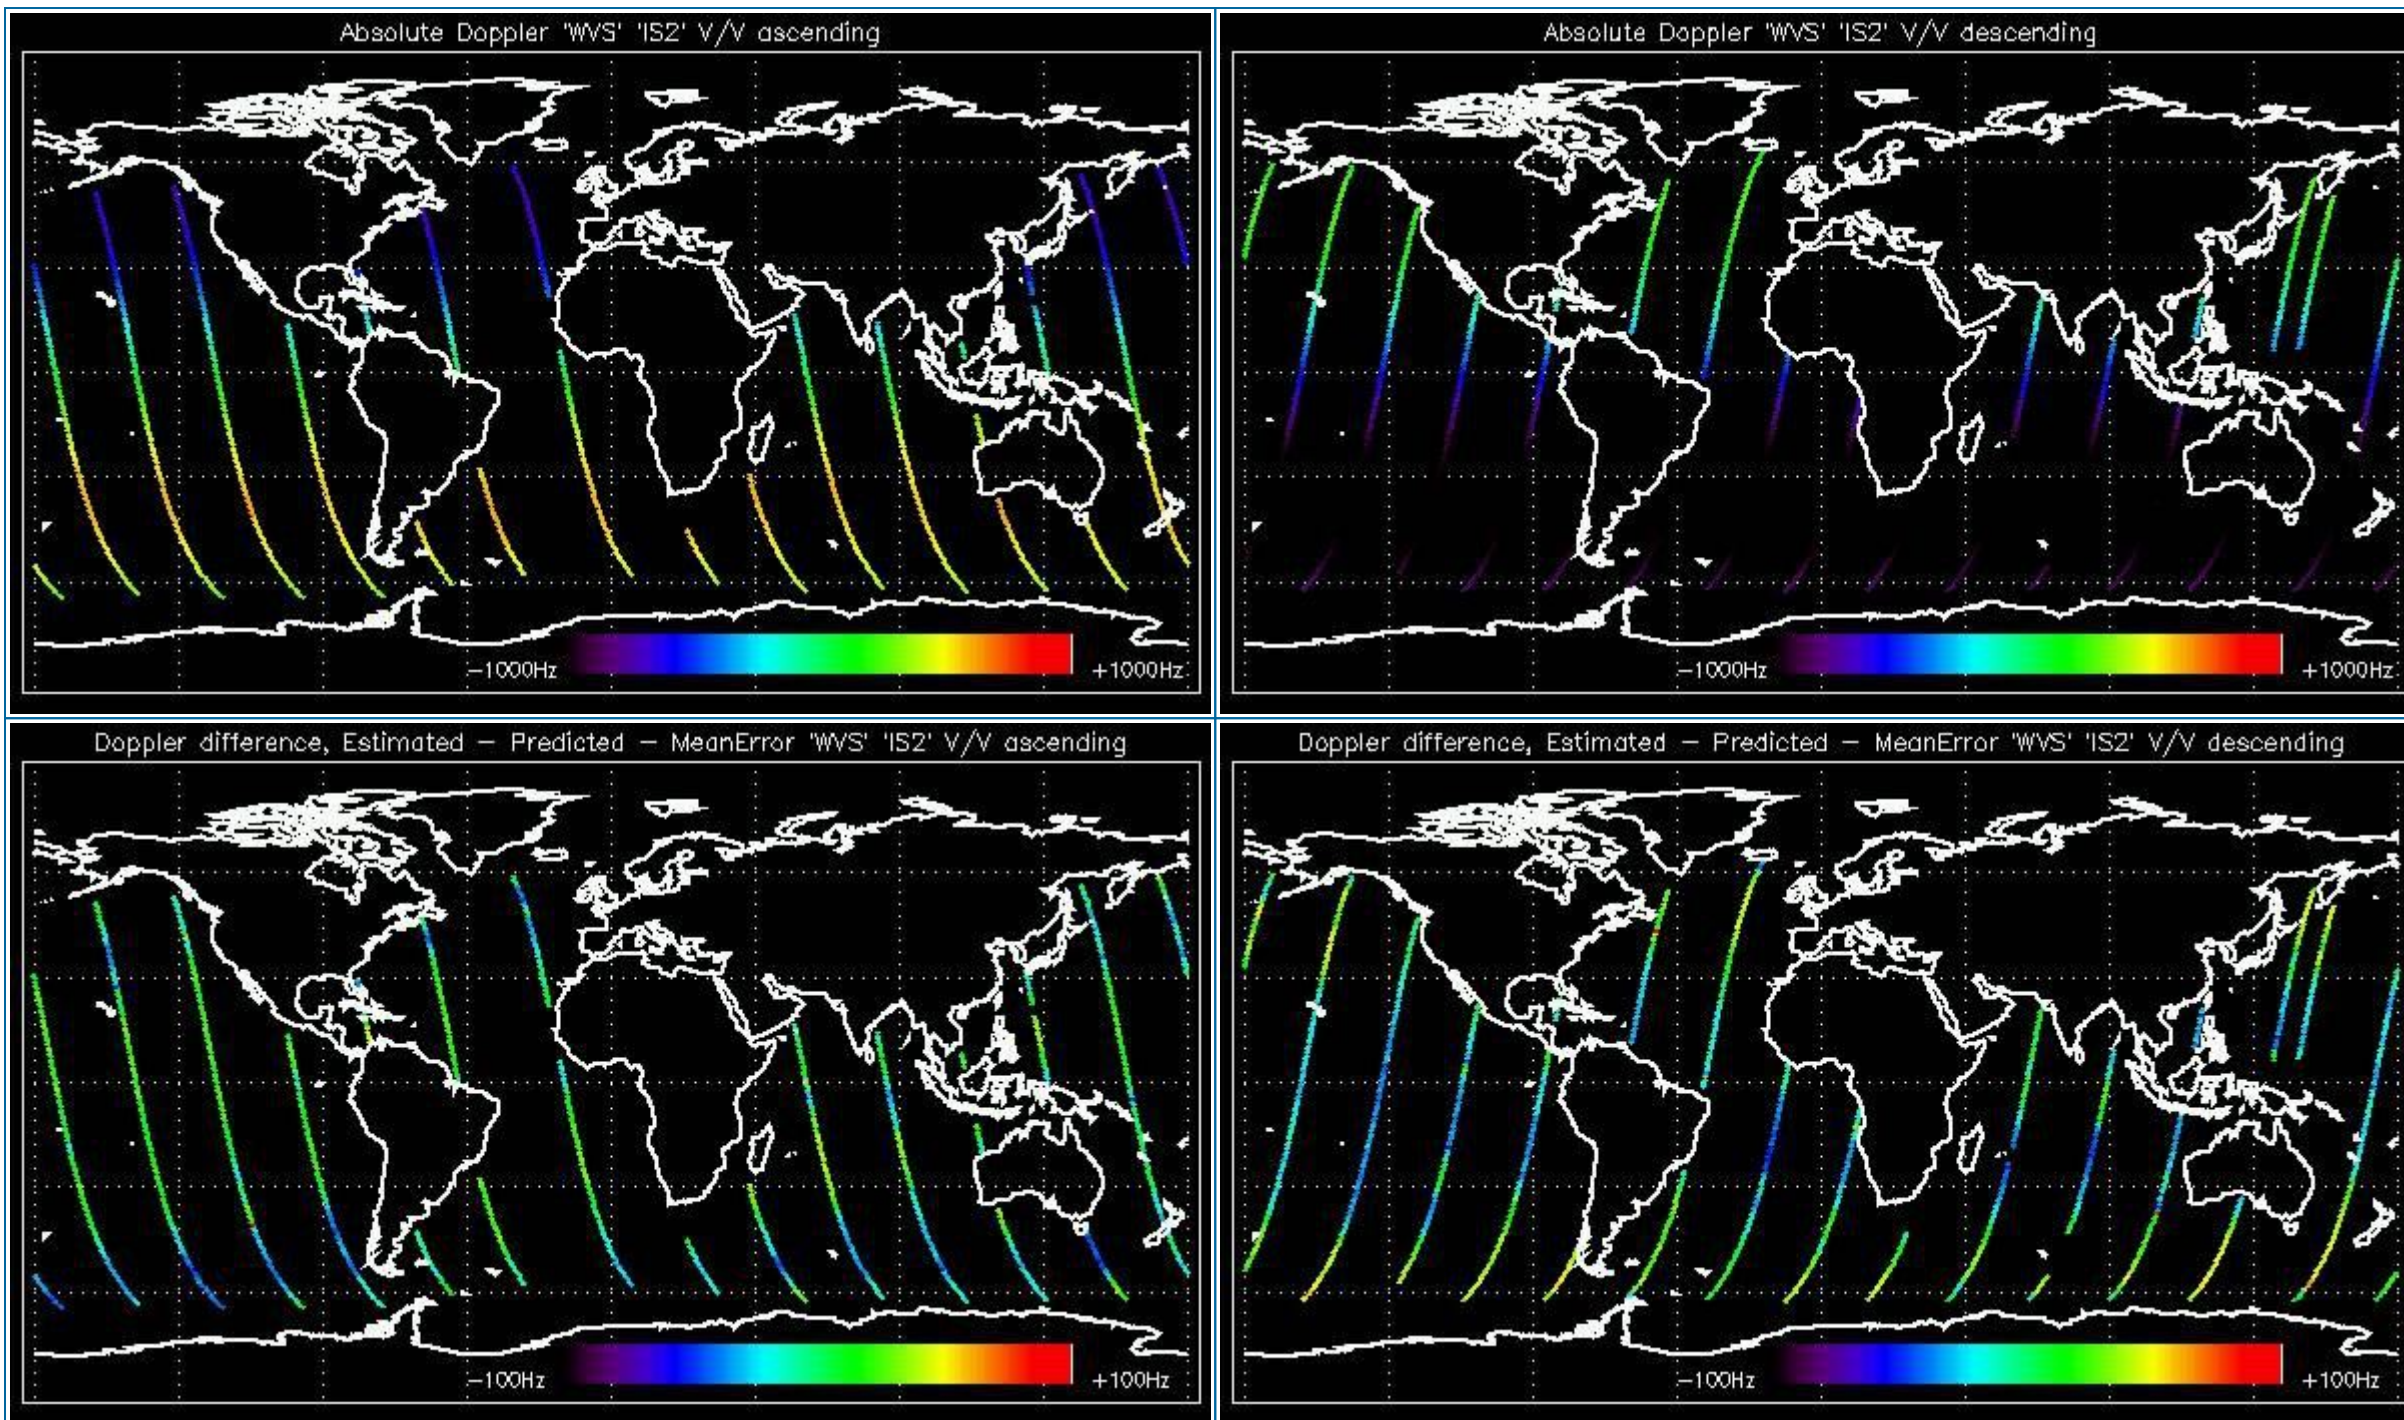 Absolute Doppler 'WVS' 'IS2' V/V ascending
-1000Hz
+1000Hz
Absolute Doppler 'WVS' 'IS2' V/V descending
-1000Hz
+1000Hz
Doppler difference, Estimated - Predicted - MeanError 'WVS' 'IS2' V/V ascending
-100Hz
+100Hz
Doppler difference, Estimated - Predicted - MeanError 'WVS' 'IS2' V/V descending
-100Hz
+100Hz